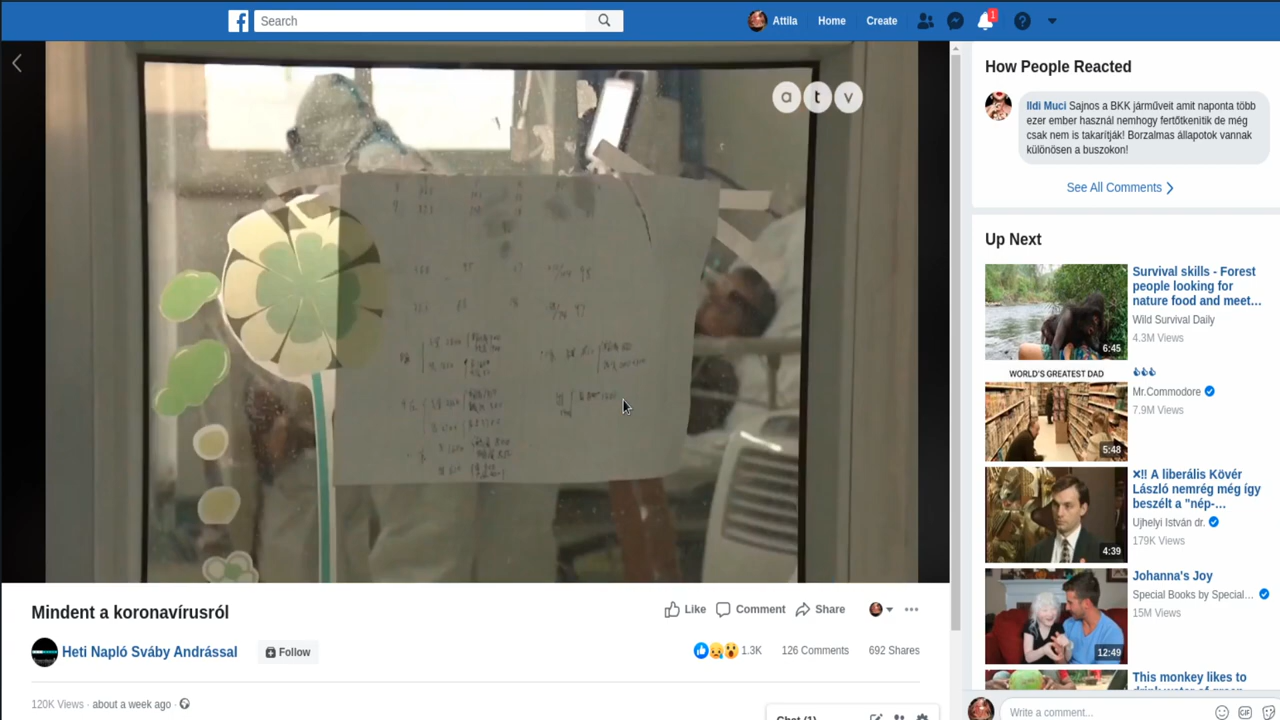 Search
Attila
Home
Create
1
a t v
How People Reacted
Ildi Muci Sajnos a BKK járműveit amit naponta több
ezer ember használ nemhogy fertőtkenitik de még
csak nem is takarítják! Borzalmas állapotok vannak
különösen a buszokon!
See All Comments
Up Next
Survival skills - Forest
people looking for
nature food and meet...
Wild Survival Daily
4.3M Views
6:45
WORLD'S GREATEST DAD
Mr.Commodore
7.9M Views
5:48
×!! A liberális Kövér
László nemrég még így
beszélt a "nép-...
Ujhelyi István dr.
179K Views
4:39
Johanna's Joy
Special Books by Special...
15M Views
12:49
This monkey likes to
Mindent a koronavírusról
Like
Comment
Share
Heti Napló Sváby Andrással
Follow
1.3K
126 Comments
692 Shares
120K Views · about a week ago
Chat (1)
Write a comment...
GIF